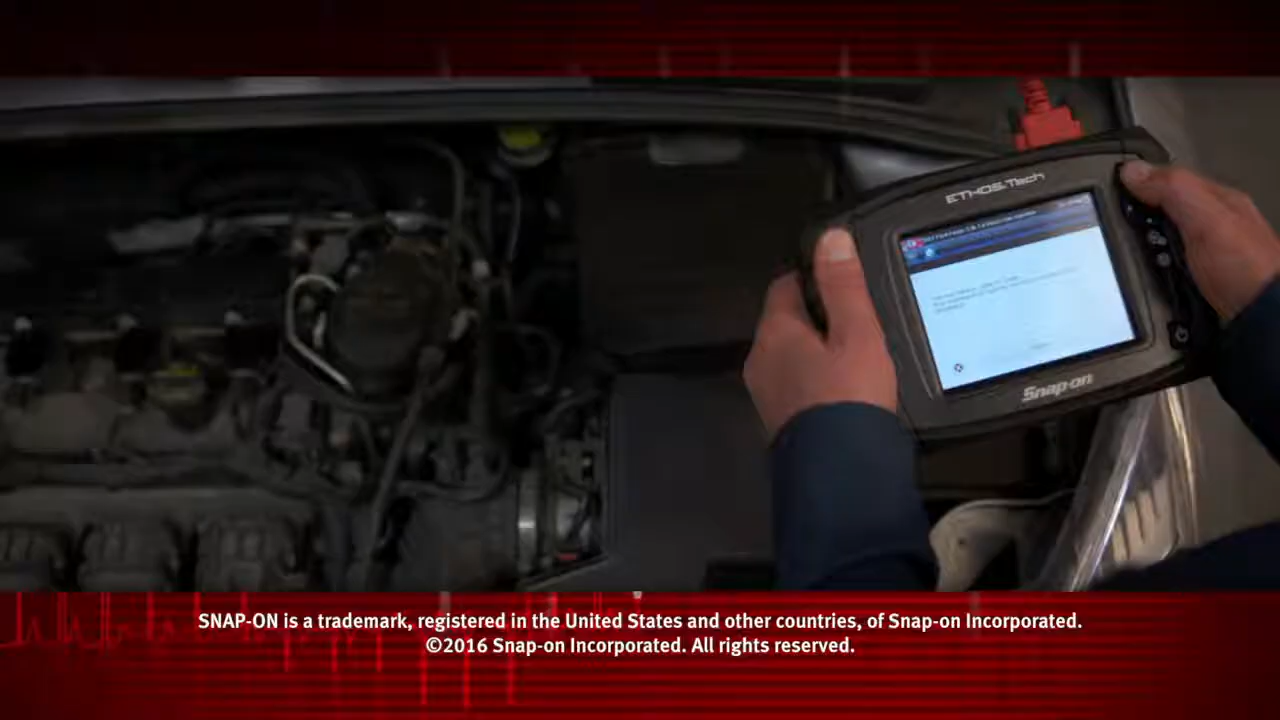 ETHOS.Tech
Snap-on
SNAP-ON is a trademark, registered in the United States and other countries, of Snap-on Incorporated.
©2016 Snap-on Incorporated. All rights reserved.